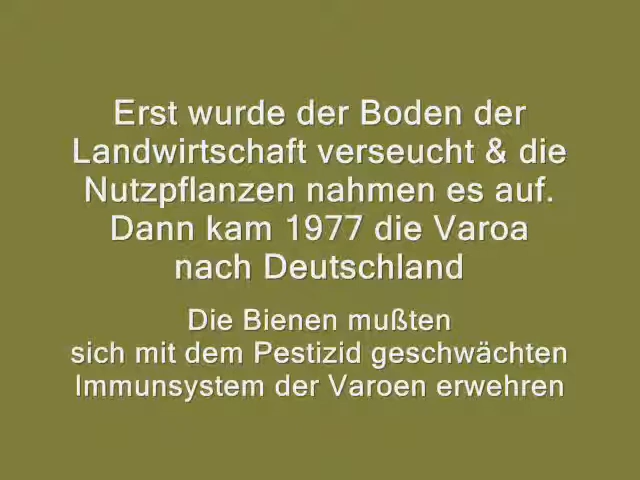 Erst wurde der Boden der
Landwirtschaft verseucht & die
Nutzpflanzen nahmen es auf.
Dann kam 1977 die Varoa
nach Deutschland
Die Bienen mußten
sich mit dem Pestizid geschwächten
Immunsystem der Varoen erwehren